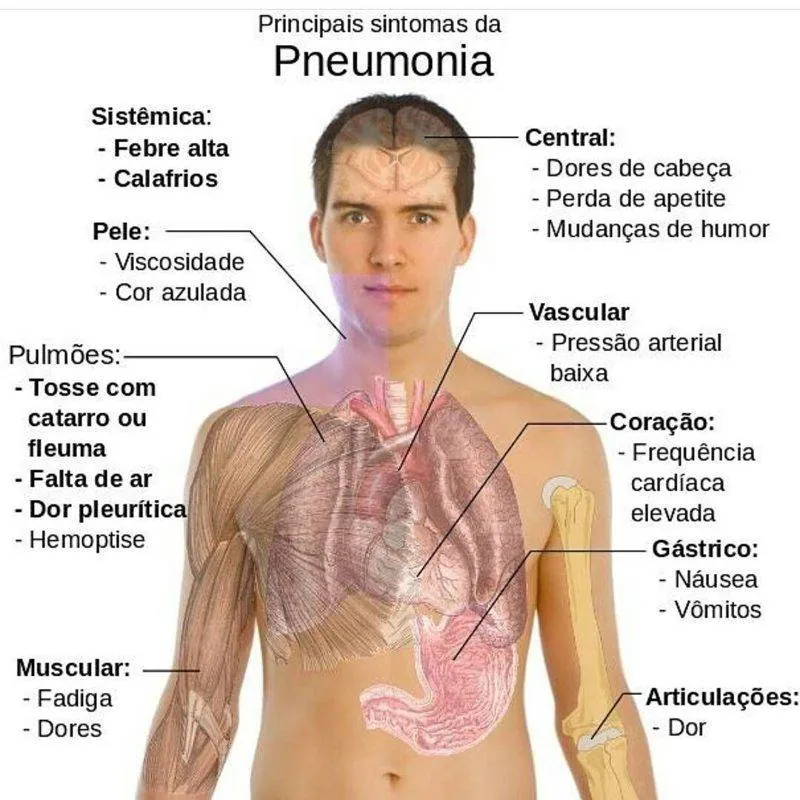 Principais sintomas da
Pneumonia
Sistêmica:
- Febre alta
- Calafrios
Pele:
- Viscosidade
- Cor azulada
Pulmões:
- Tosse com
catarro ou
fleuma
- Falta de ar
- Dor pleurítica
- Hemoptise
Muscular:
- Fadiga
- Dores
Central:
- Dores de cabeça
- Perda de apetite
- Mudanças de humor
Vascular
- Pressão arterial
baixa
Coração:
- Frequência
cardíaca
elevada
Gástrico:
- Náusea
- Vômitos
Articulações:
- Dor